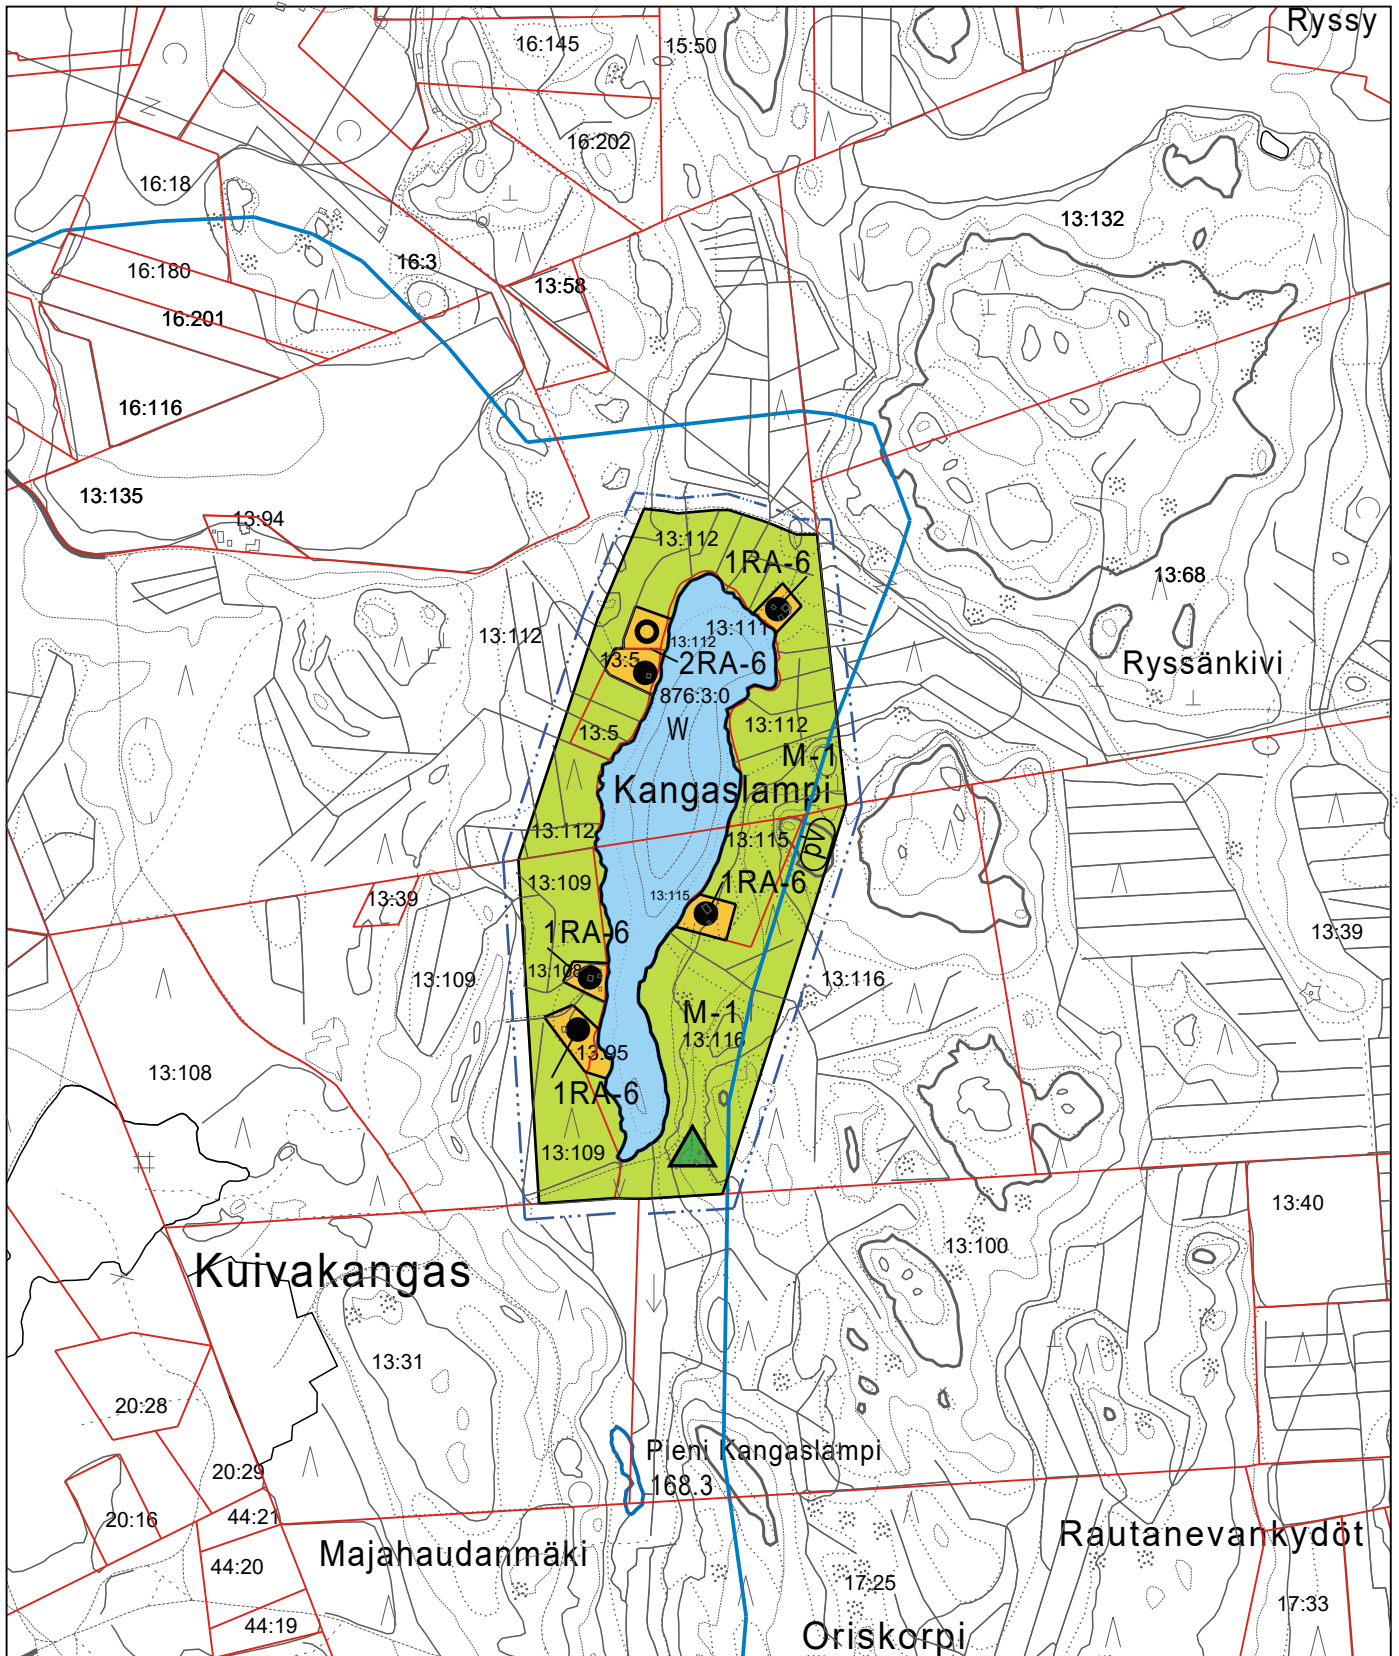 Ryssy
16:145
15:50
16:202
16:18
13:132
16:3
16:180
13:58
16:201
16:116
13:135
13:94
13:112
1RA-6
13:68
13:111
13:112
13:112
13:5
2RA-6
Ryssänkivi
876:3:0
13:5
W
13:112
M-1
Kangaslampi
13:112
13:115
pv
13:109
1RA-6
13:39
13:115
1RA-6
13:39
13:108
13:109
13:116
M-1
13:116
13:95
13:108
1RA-6
13:109
13:40
13:100
Kuivakangas
13:31
20:28
Pieni Kangaslampi
20:29
168.3
20:16
44:21
Rautanevankydöt
Majahaudanmäki
44:20
17:25
17:33
44:19
Oriskorpi